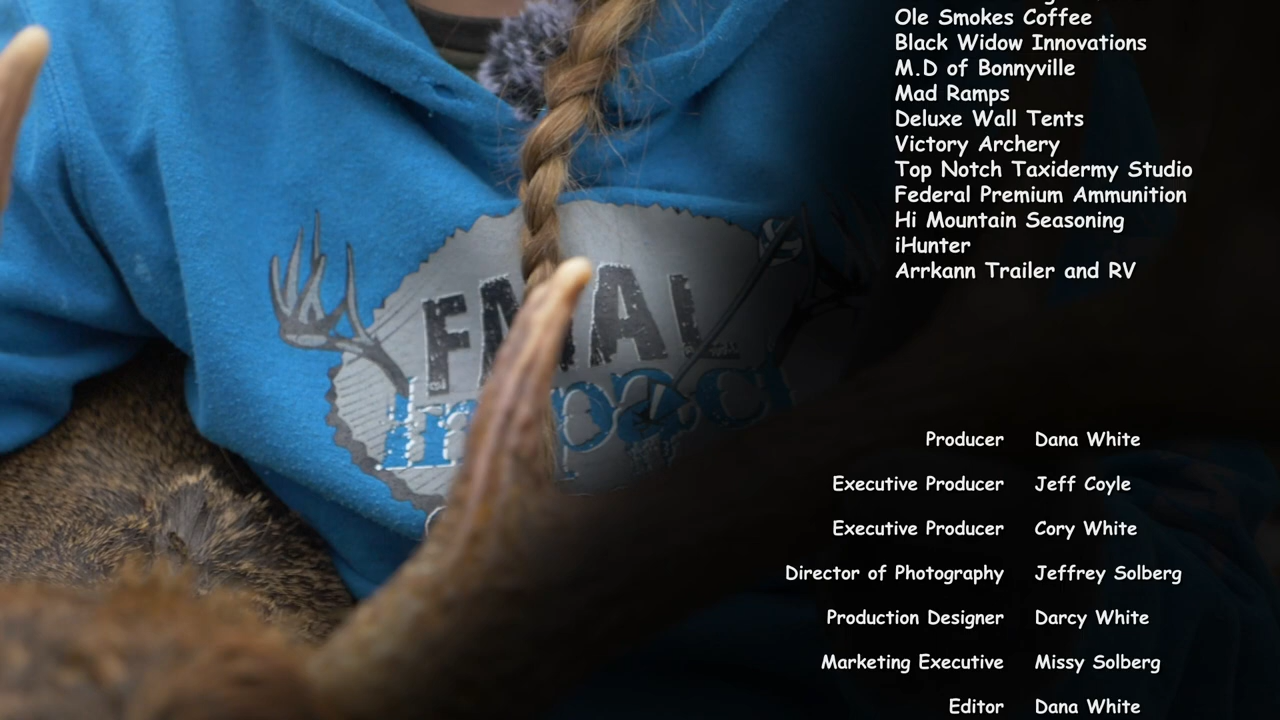 FINAL
impact
Ole Smokes Coffee
Black Widow Innovations
M.D of Bonnyville
Mad Ramps
Deluxe Wall Tents
Victory Archery
Top Notch Taxidermy Studio
Federal Premium Ammunition
Hi Mountain Seasoning
iHunter
Arrkann Trailer and RV
Producer Dana White
Executive Producer Jeff Coyle
Executive Producer Cory White
Director of Photography Jeffrey Solberg
Production Designer Darcy White
Marketing Executive Missy Solberg
Editor Dana White